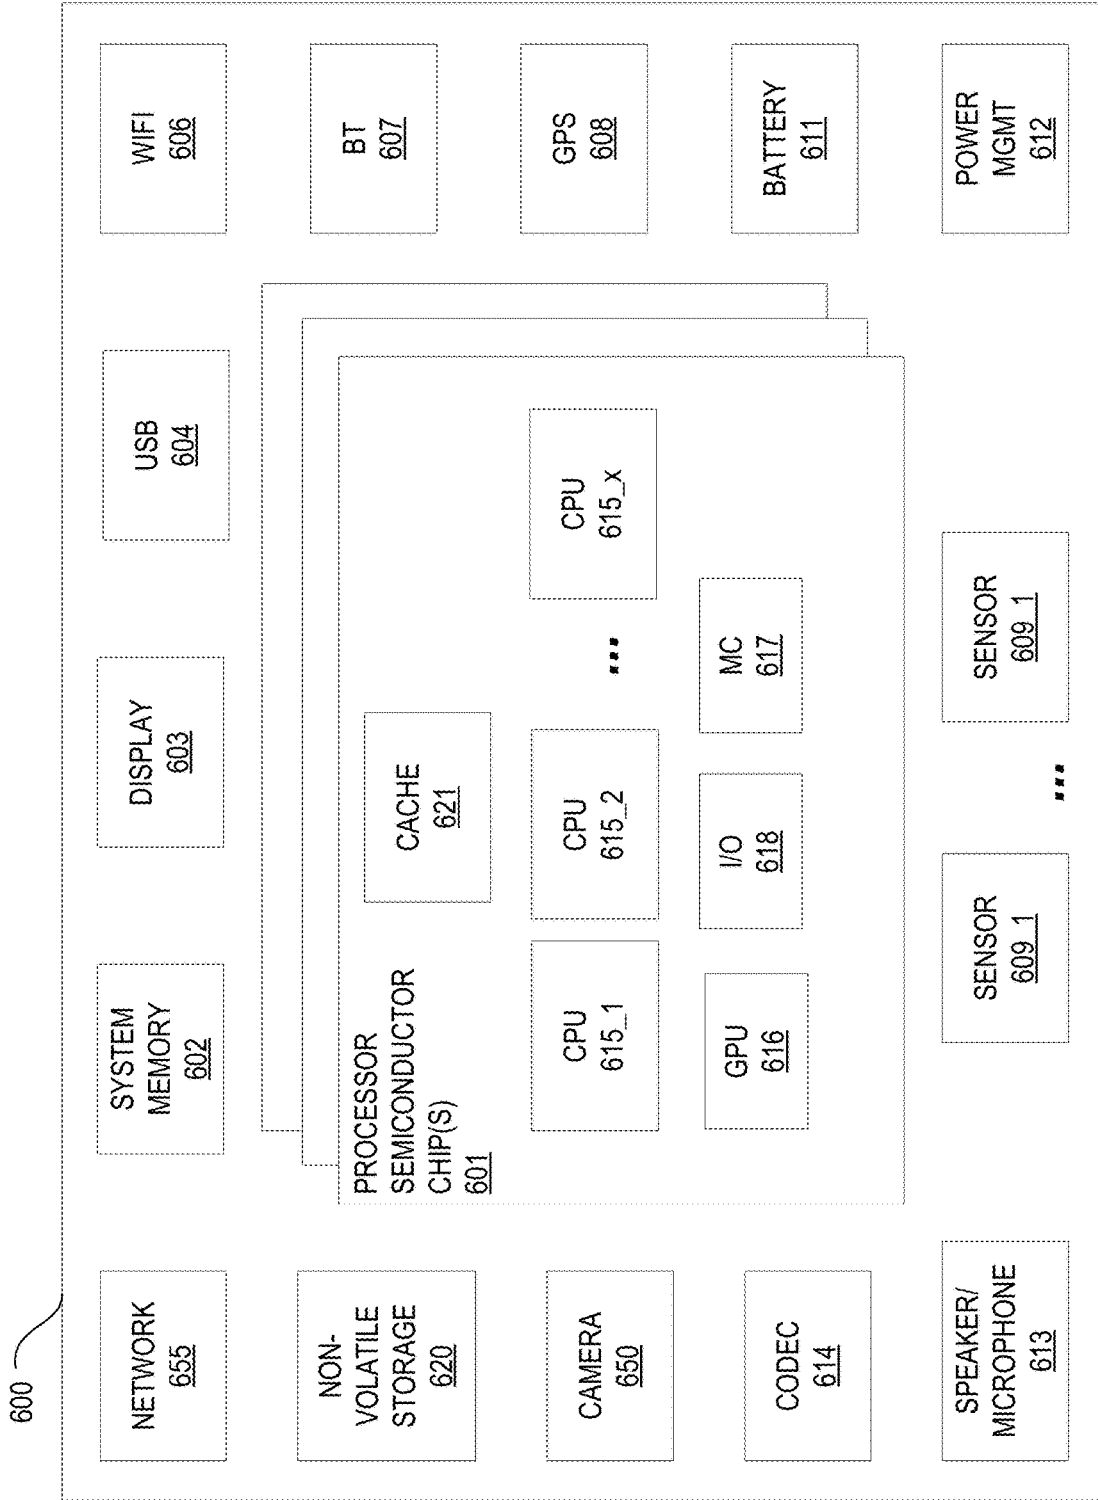 600
NETWORK
655
SYSTEM
MEMORY
602
DISPLAY
603
USB
604
WIFI
606
NON-
VOLATILE
STORAGE
620
CAMERA
650
CODEC
614
SPEAKER/
MICROPHONE
613
PROCESSOR
SEMICONDUCTOR
CHIP(S)
601
CACHE
621
CPU
615_1
CPU
615_2
...
CPU
615_x
GPU
616
I/O
618
MC
617
BT
607
GPS
608
BATTERY
611
POWER
MGMT
612
SENSOR
609_1
...
SENSOR
609_1